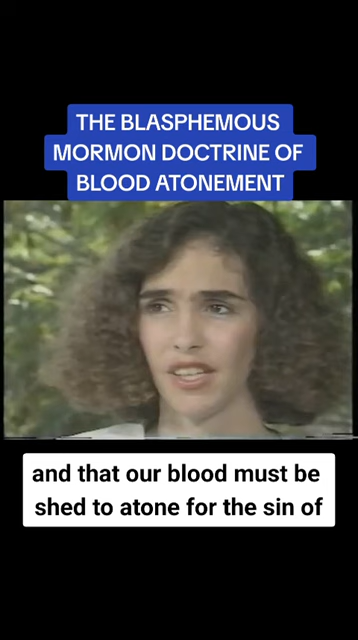 THE BLASPHEMOUS
MORMON DOCTRINE OF
BLOOD ATONEMENT
and that our blood must be
shed to atone for the sin of